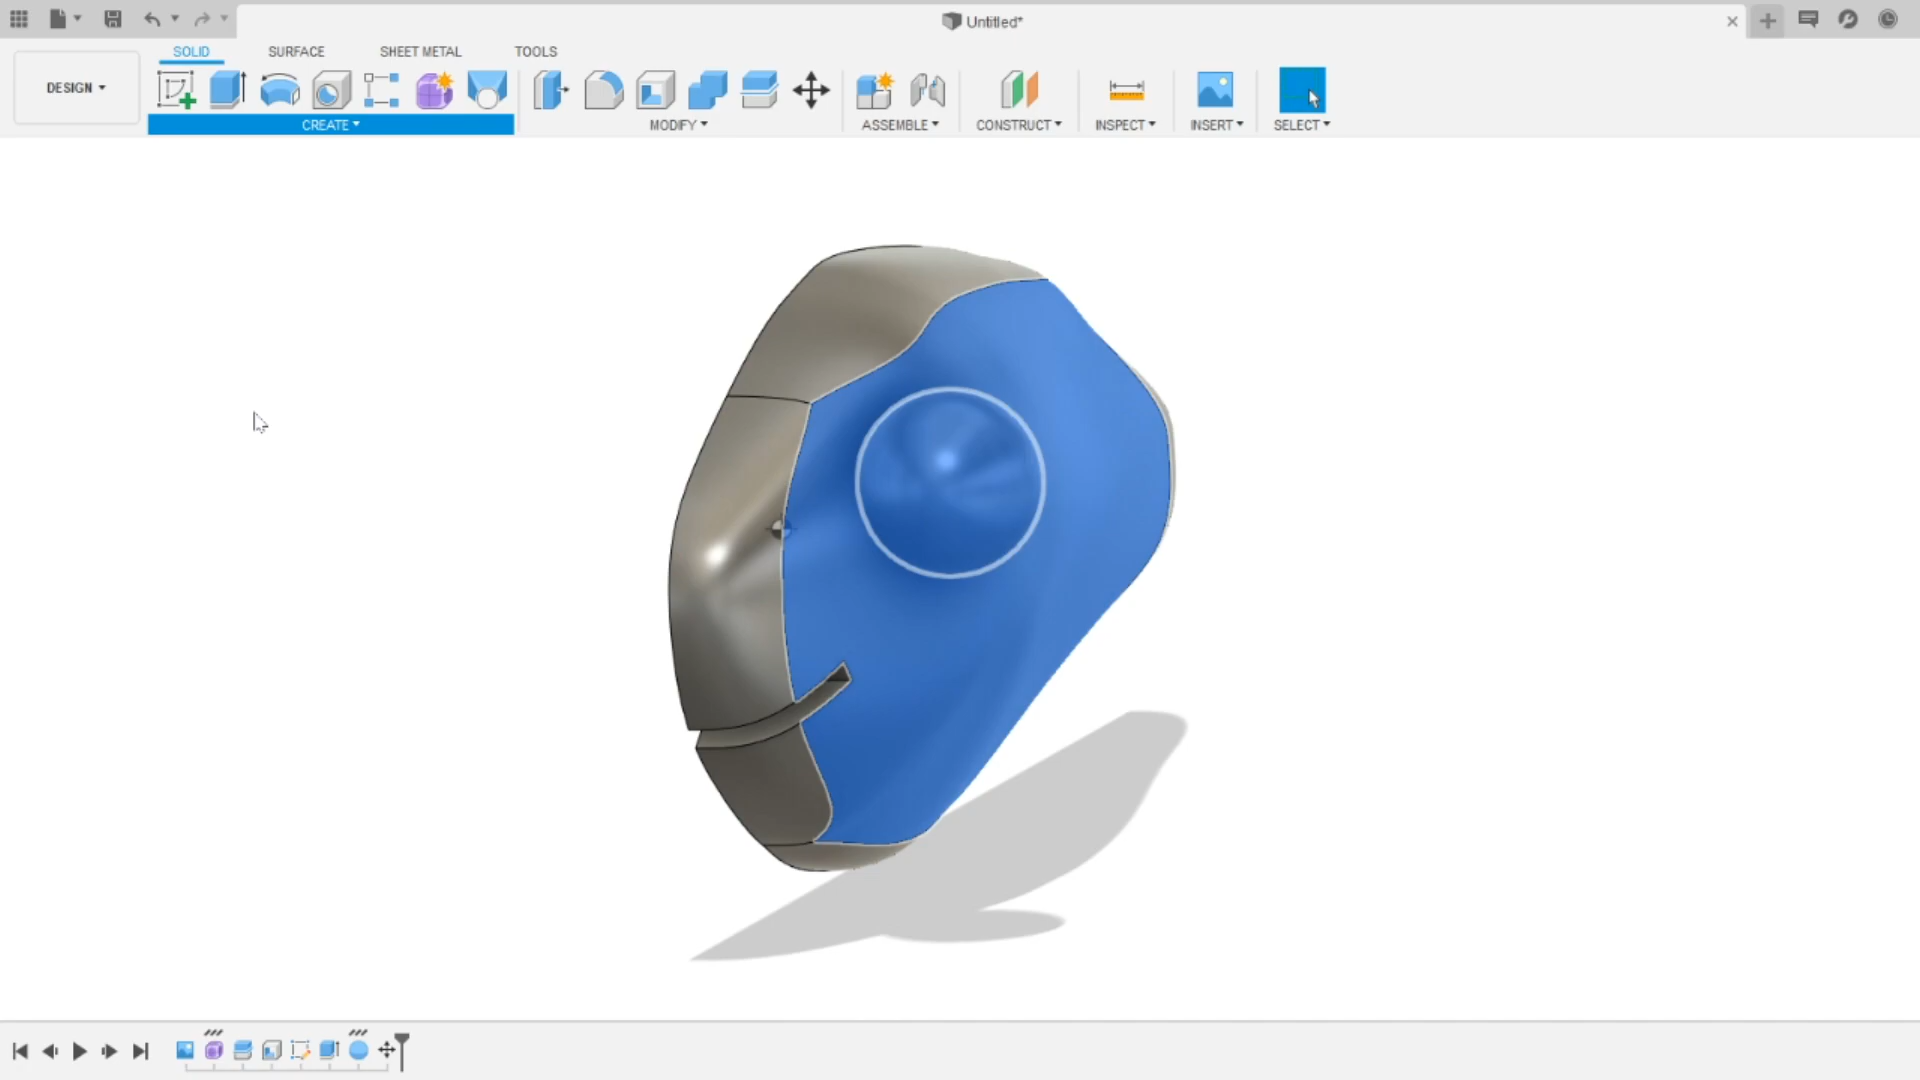 Untitled*
SOLID SURFACE SHEET METAL TOOLS
DESIGN
CREATE MODIFY ASSEMBLE CONSTRUCT INSPECT INSERT SELECT